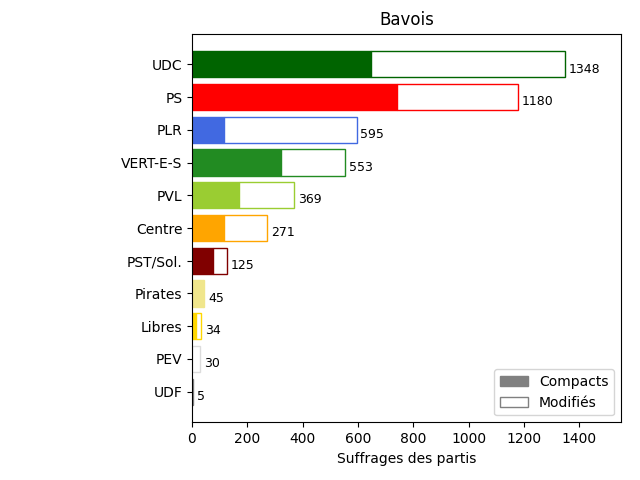 Bavois
UDC 1348
PS 1180
PLR 595
VERT-E-S 553
PVL 369
Centre 271
PST/Sol. 125
Pirates 45
Libres 34
PEV 30
UDF 5
Compacts
Modifiés
0 200 400 600 800 1000 1200 1400
Suffrages des partis